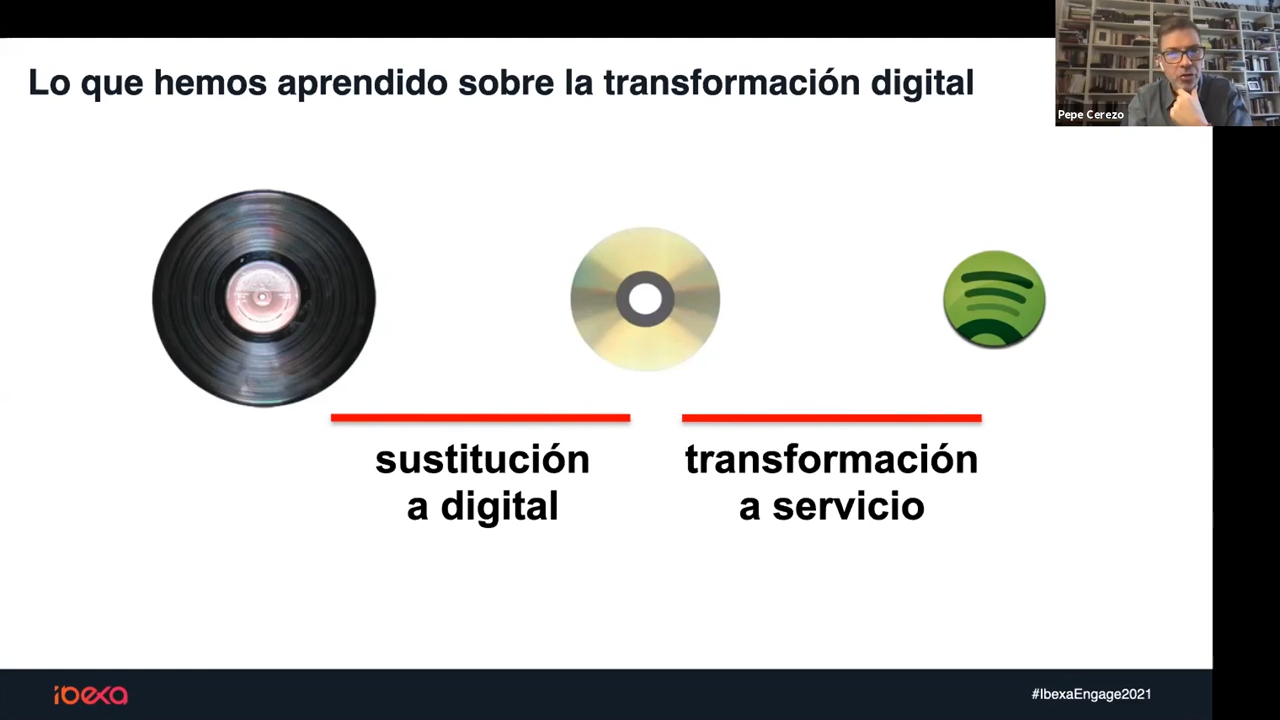 Lo que hemos aprendido sobre la transformación digital
Pepe Cerezo
sustitución
a digital
transformación
a servicio
ibexa
#IbexaEngage2021